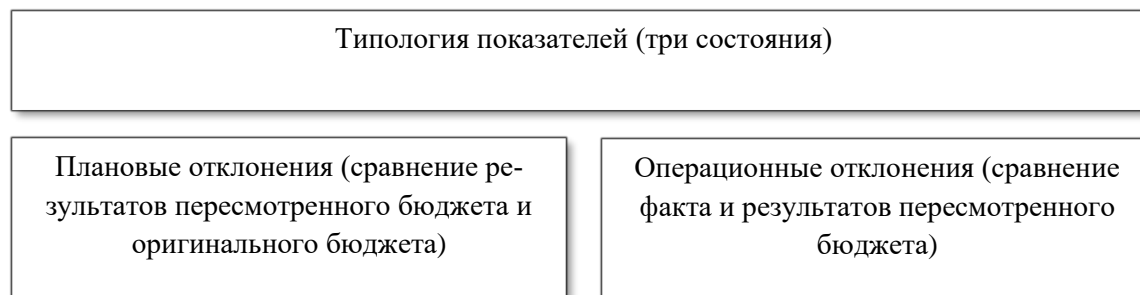 Типология показателей (три состояния)
Плановые отклонения (сравнение ре-
зультатов пересмотренного бюджета и
оригинального бюджета)
Операционные отклонения (сравнение
факта и результатов пересмотренного
бюджета)